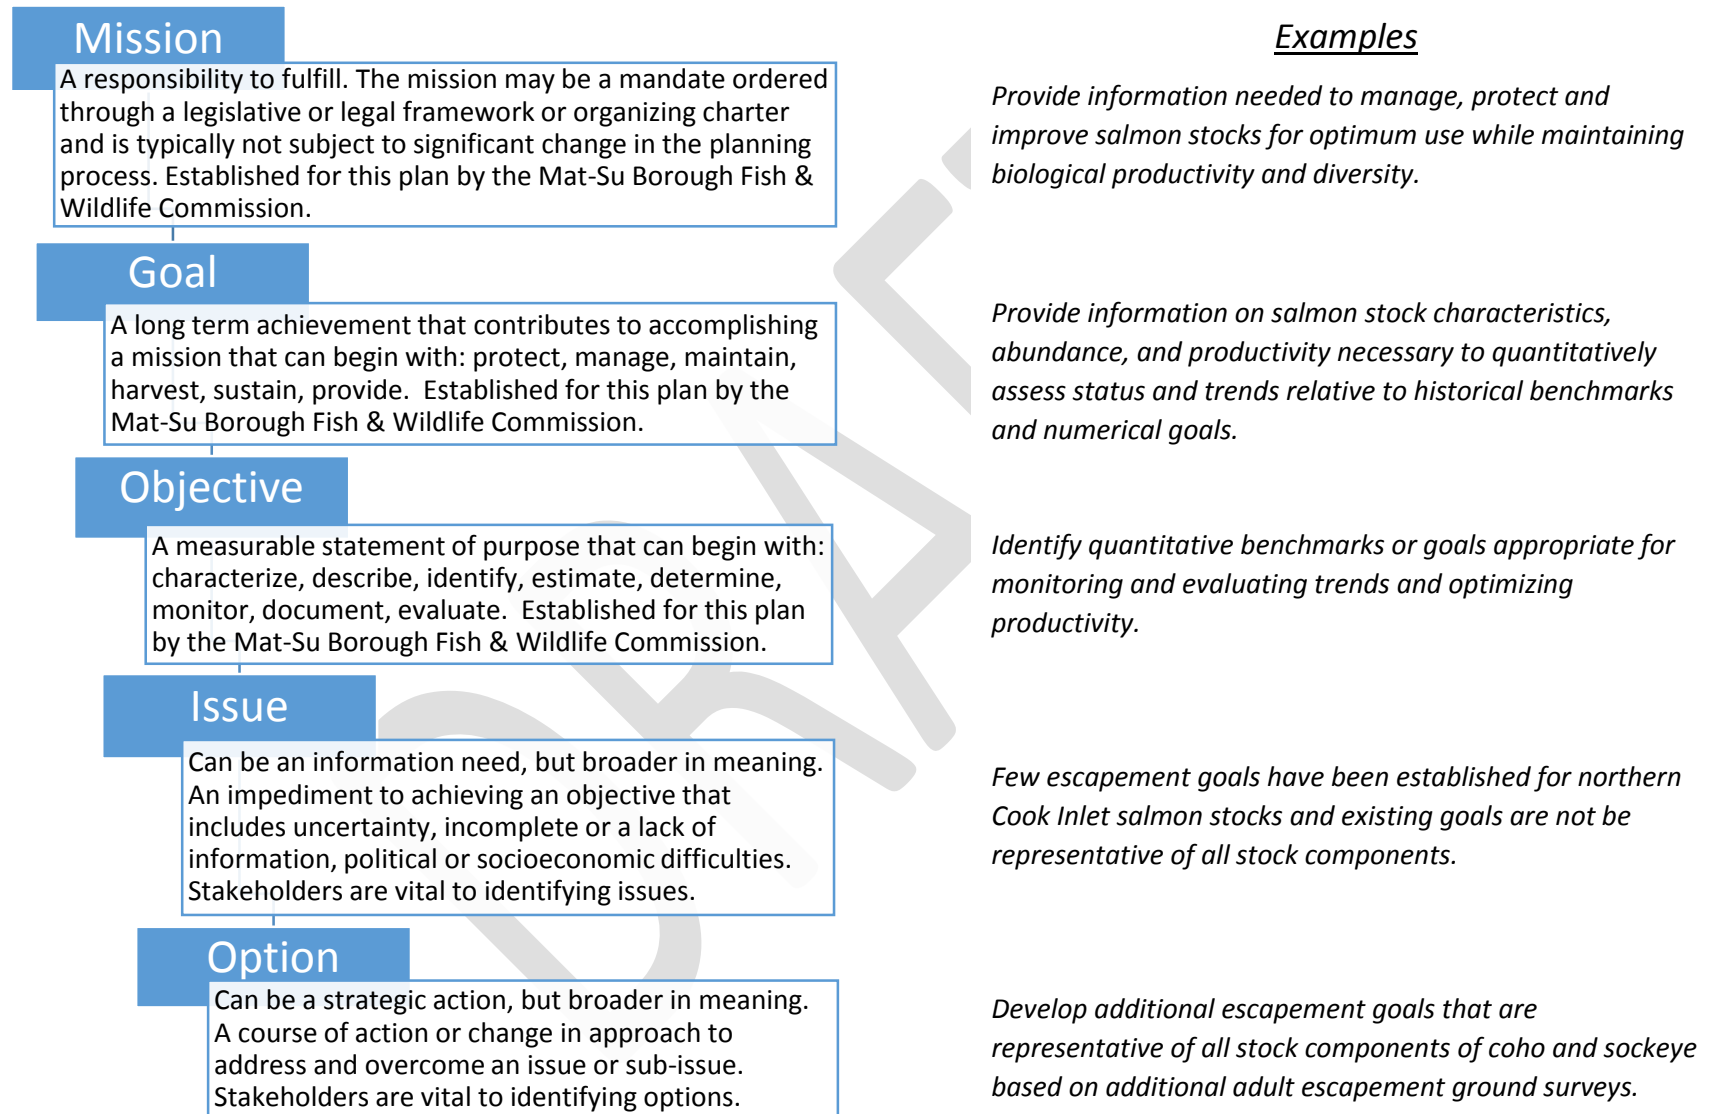 Mission
A responsibility to fulfill. The mission may be a mandate ordered
through a legislative or legal framework or organizing charter
and is typically not subject to significant change in the planning
process. Established for this plan by the Mat-Su Borough Fish &
Wildlife Commission.
Goal
A long term achievement that contributes to accomplishing
a mission that can begin with: protect, manage, maintain,
harvest, sustain, provide.  Established for this plan by the
Mat-Su Borough Fish & Wildlife Commission.
Objective
A measurable statement of purpose that can begin with:
characterize, describe, identify, estimate, determine,
monitor, document, evaluate.  Established for this plan
by the Mat-Su Borough Fish & Wildlife Commission.
Issue
Can be an information need, but broader in meaning.
An impediment to achieving an objective that
includes uncertainty, incomplete or a lack of
information, political or socioeconomic difficulties.
Stakeholders are vital to identifying issues.
Option
Can be a strategic action, but broader in meaning.
A course of action or change in approach to
address and overcome an issue or sub-issue.
Stakeholders are vital to identifying options.
Examples
Provide information needed to manage, protect and
improve salmon stocks for optimum use while maintaining
biological productivity and diversity.
Provide information on salmon stock characteristics,
abundance, and productivity necessary to quantitatively
assess status and trends relative to historical benchmarks
and numerical goals.
Identify quantitative benchmarks or goals appropriate for
monitoring and evaluating trends and optimizing
productivity.
Few escapement goals have been established for northern
Cook Inlet salmon stocks and existing goals are not be
representative of all stock components.
Develop additional escapement goals that are
representative of all stock components of coho and sockeye
based on additional adult escapement ground surveys.